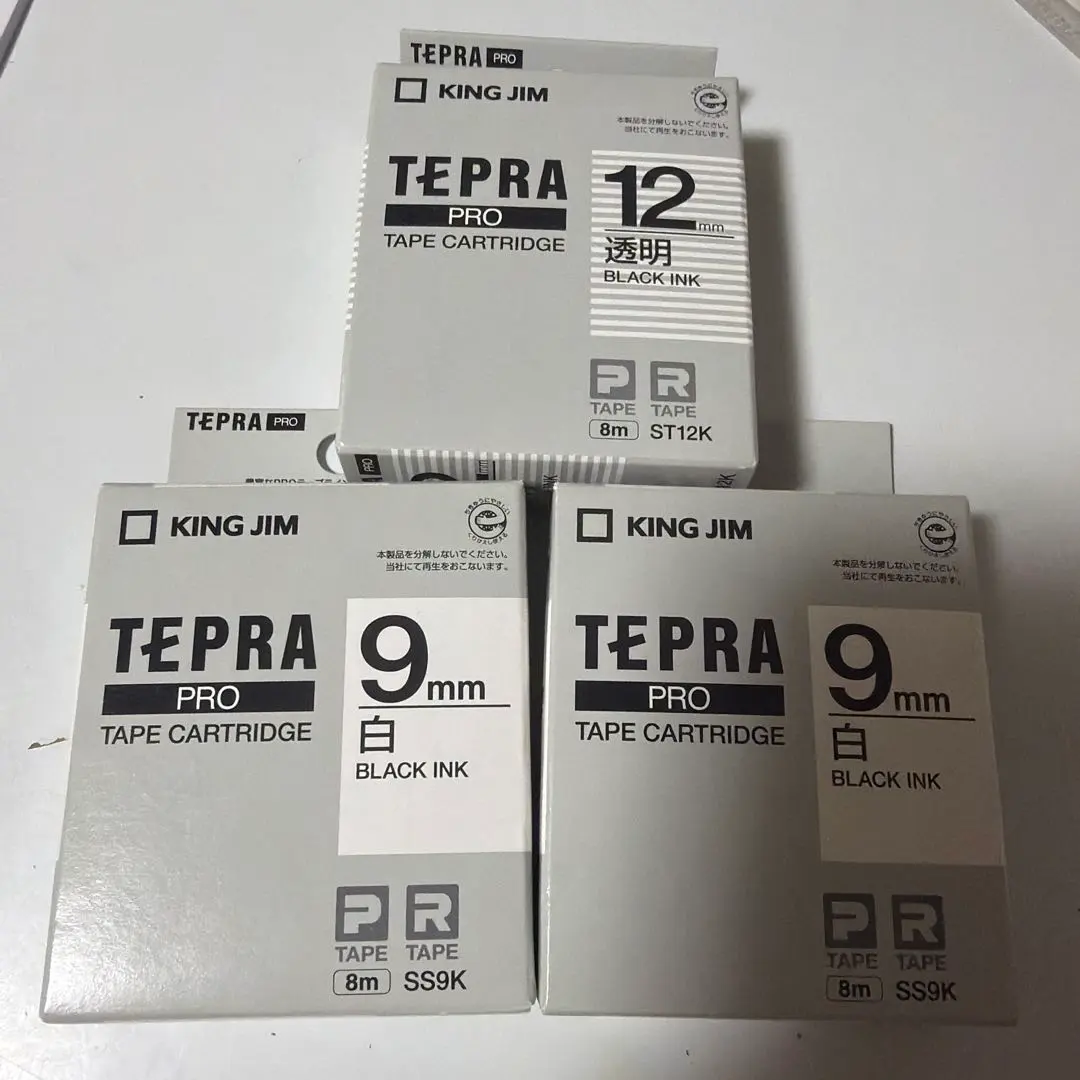 TEPRA PRO
KING JIM
本製品を分解しないでください。
当社にて再生をおこないます。
TEPRA
PRO
TAPE CARTRIDGE
12mm
透明
BLACK INK
P R
TAPE TAPE
8m ST12K
TEPRA PRO
PRO
KING JIM
本製品を分解しないでください。
当社にて再生をおこないます。
TEPRA
PRO
TAPE CARTRIDGE
9mm
白
BLACK INK
P R
TAPE TAPE
8m SS9K
KING JIM
本製品を分解しないでください。
当社にて再生をおこないます。
TEPRA
PRO
TAPE CARTRIDGE
9mm
白
BLACK INK
P R
TAPE TAPE
8m SS9K